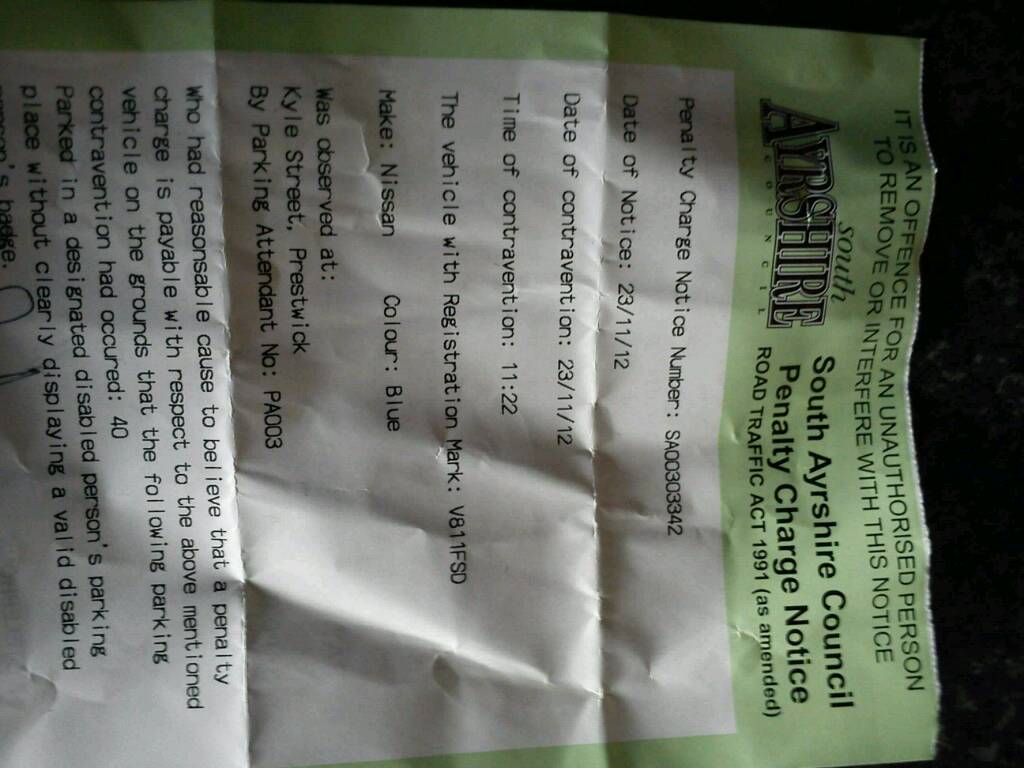 IT IS AN OFFENCE FOR AN UNAUTHORISED PERSON
TO REMOVE OR INTERFERE WITH THIS NOTICE
south
AYRSHIRE
COUNCIL
South Ayrshire Council
Penalty Charge Notice
ROAD TRAFFIC ACT 1991 (as amended)
Penalty Charge Notice Number: SA00303342
Date of Notice: 23/11/12
Date of contravention: 23/11/12
Time of contravention: 11:22
The vehicle with Registration Mark: V811FSD
Make: Nissan Colour: Blue
Was observed at:
Kyle Street, Prestwick
By Parking Attendant No: PA003
Who had reasonsable cause to believe that a penalty
charge is payable with respect to the above mentioned
vehicle on the grounds that the following parking
contravention had occured: 40
Parked in a designated disabled person's parking
place without clearly displaying a valid disabled
person's badge.